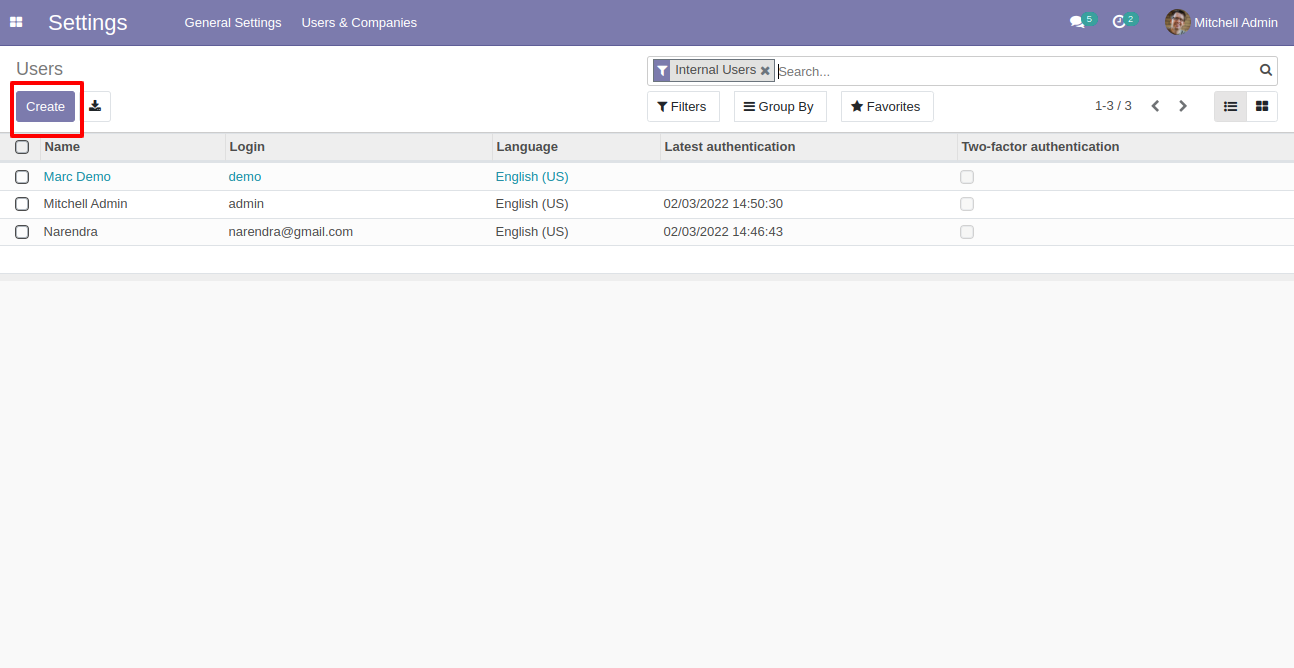 Settings General Settings Users & Companies 5 2 Mitchell Admin
Users
Internal Users Search...
Create Filters Group By Favorites 1-3 / 3
Name Login Language Latest authentication Two-factor authentication
Marc Demo demo English (US)
Mitchell Admin admin English (US) 02/03/2022 14:50:30
Narendra narendra@gmail.com English (US) 02/03/2022 14:46:43